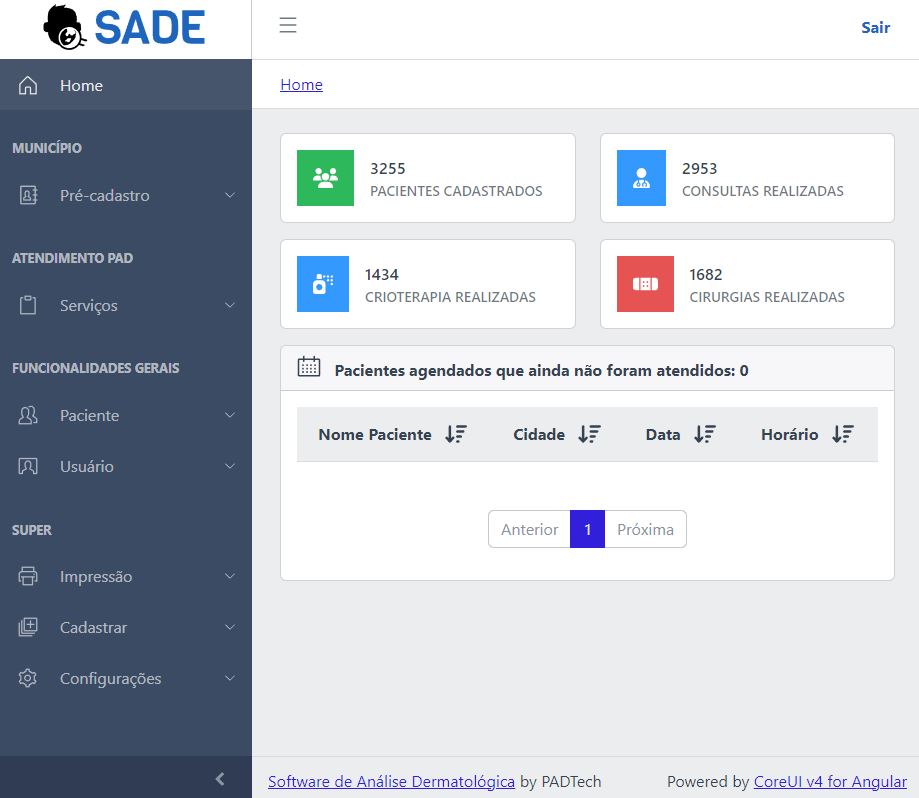 SADE
Sair
Home
Home
MUNICÍPIO
Pré-cadastro
ATENDIMENTO PAD
Serviços
FUNCIONALIDADES GERAIS
Paciente
Usuário
SUPER
Impressão
Cadastrar
Configurações
3255
PACIENTES CADASTRADOS
2953
CONSULTAS REALIZADAS
1434
CRIOTERAPIA REALIZADAS
1682
CIRURGIAS REALIZADAS
Pacientes agendados que ainda não foram atendidos: 0
Nome Paciente Cidade Data Horário
Anterior 1 Próxima
Software de Análise Dermatológica by PADTech
Powered by CoreUI v4 for Angular